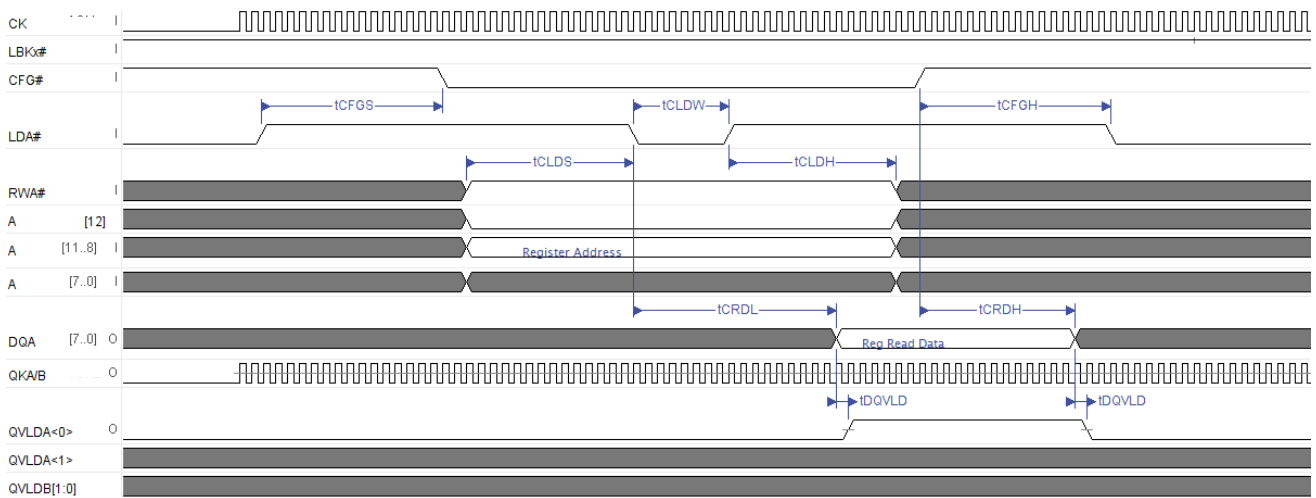 CK I
LBKx# I
CFG# I
tCFGS tCLDW tCFGH
LDA# I
tCLDS tCLDH
RWA# I
A [12]
A [11..8] I Register Address
A [7..0] I
tCRDL tCRDH
DQA [7..0] O Reg Read Data
QKA/B O
tDQVLD tDQVLD
QVLDA<0> O
QVLDA<1>
QVLDB[1:0]